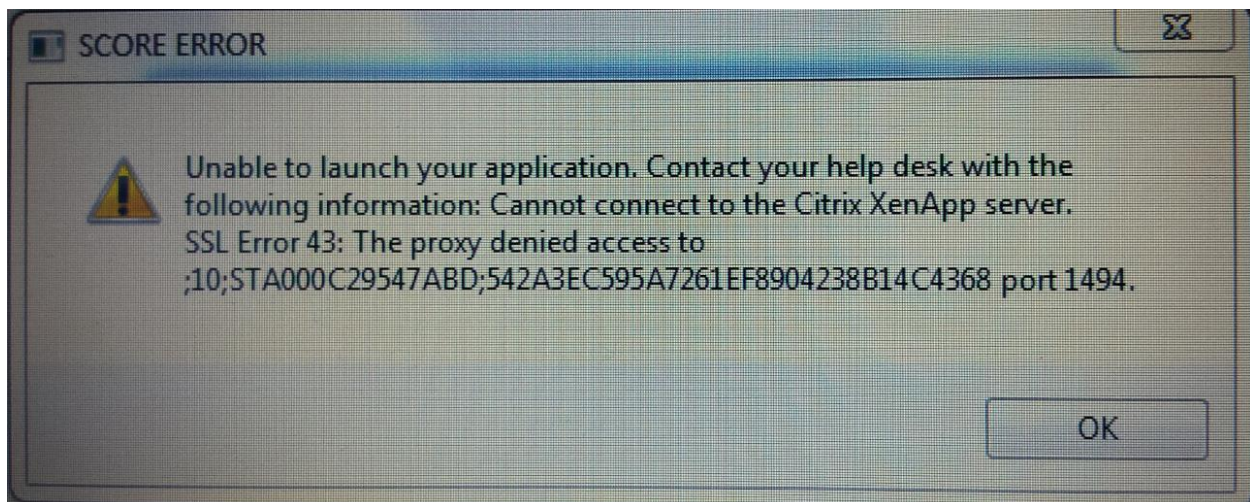 SCORE ERROR
Unable to launch your application. Contact your help desk with the
following information: Cannot connect to the Citrix XenApp server.
SSL Error 43: The proxy denied access to
;10;STA000C29547ABD;542A3EC595A7261EF8904238B14C4368 port 1494.
OK